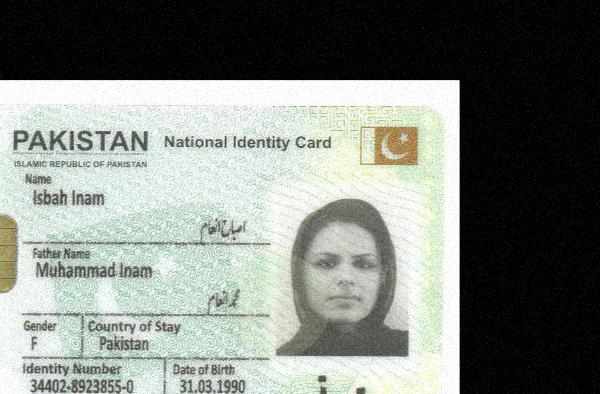 PAKISTAN National Identity Card
ISLAMIC REPUBLIC OF PAKISTAN
Name
Isbah Inam
اصباح انعام
Father Name
Muhammad Inam
محمد انعام
Gender Country of Stay
F Pakistan
Identity Number Date of Birth
34402-8923855-0 31.03.1990